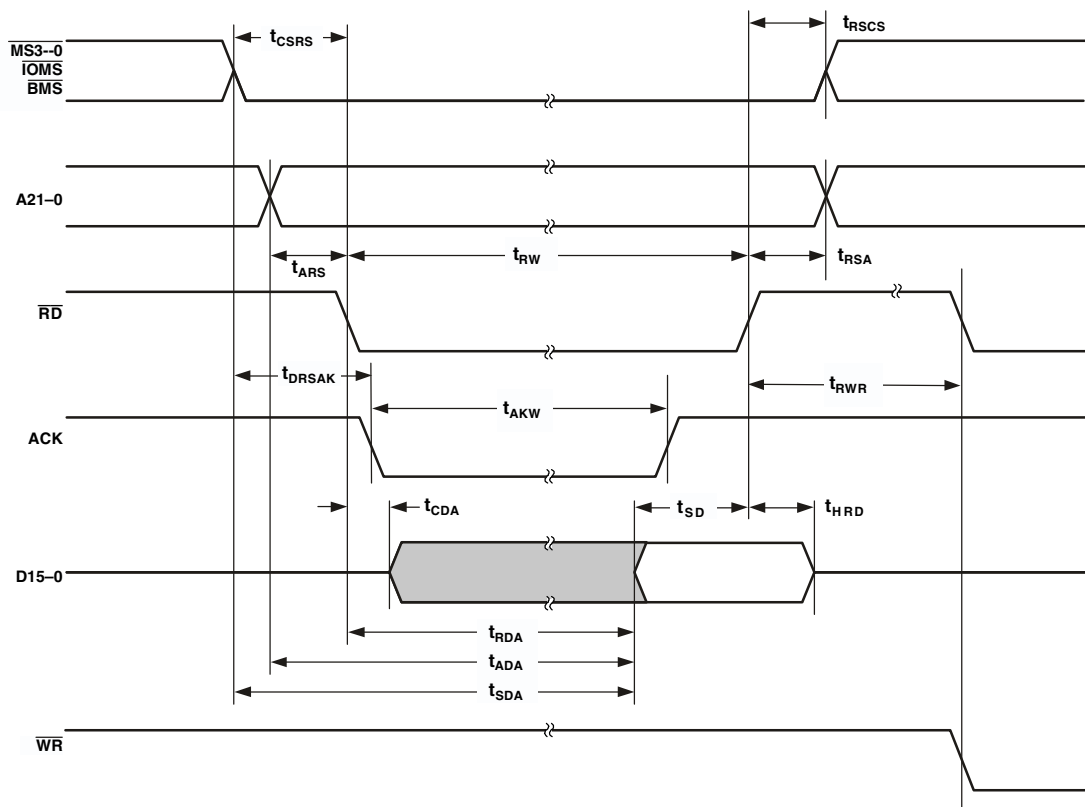 tCSRS
tRSCS
MS3--0
IOMS
BMS
A21–0
tARS
tRW
tRSA
RD
tDRSAK
tAKW
tRWR
ACK
tCDA
tSD
tHRD
D15–0
tRDA
tADA
tSDA
WR